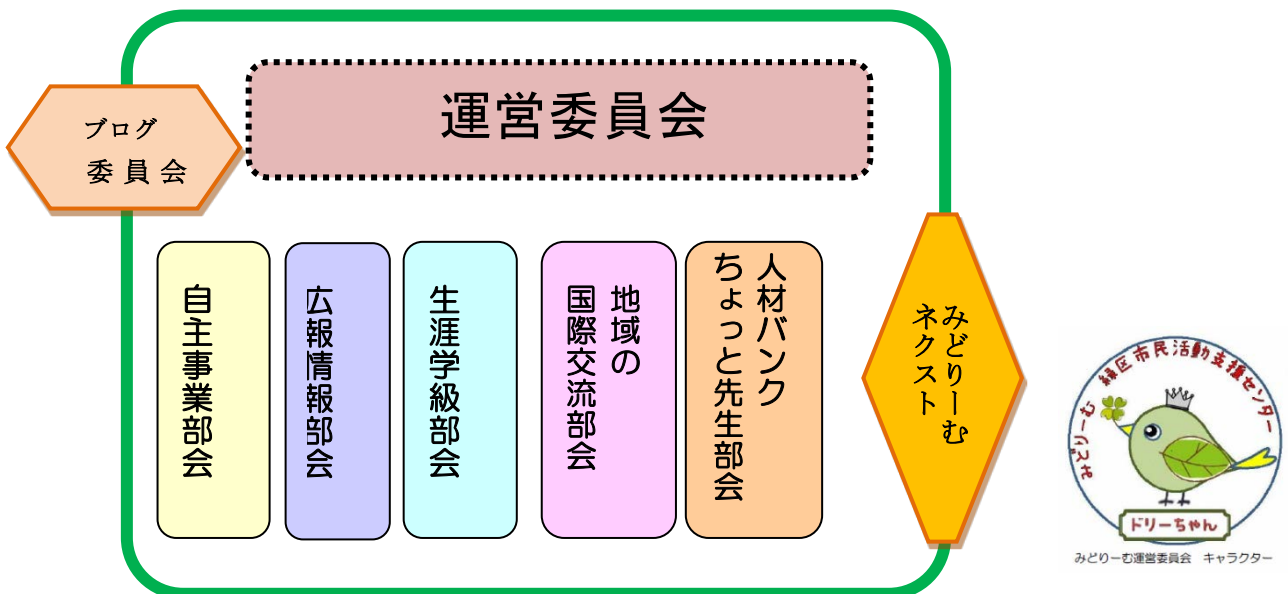 運営委員会
ブログ
委員会
自主事業部会
広報情報部会
生涯学級部会
地域の
国際交流部会
人材バンク
ちょっと先生部会
みどりーむ
ネクスト
みどりーむ 緑区市民活動支援センター
ドリーちゃん
みどりーむ運営委員会 キャラクター